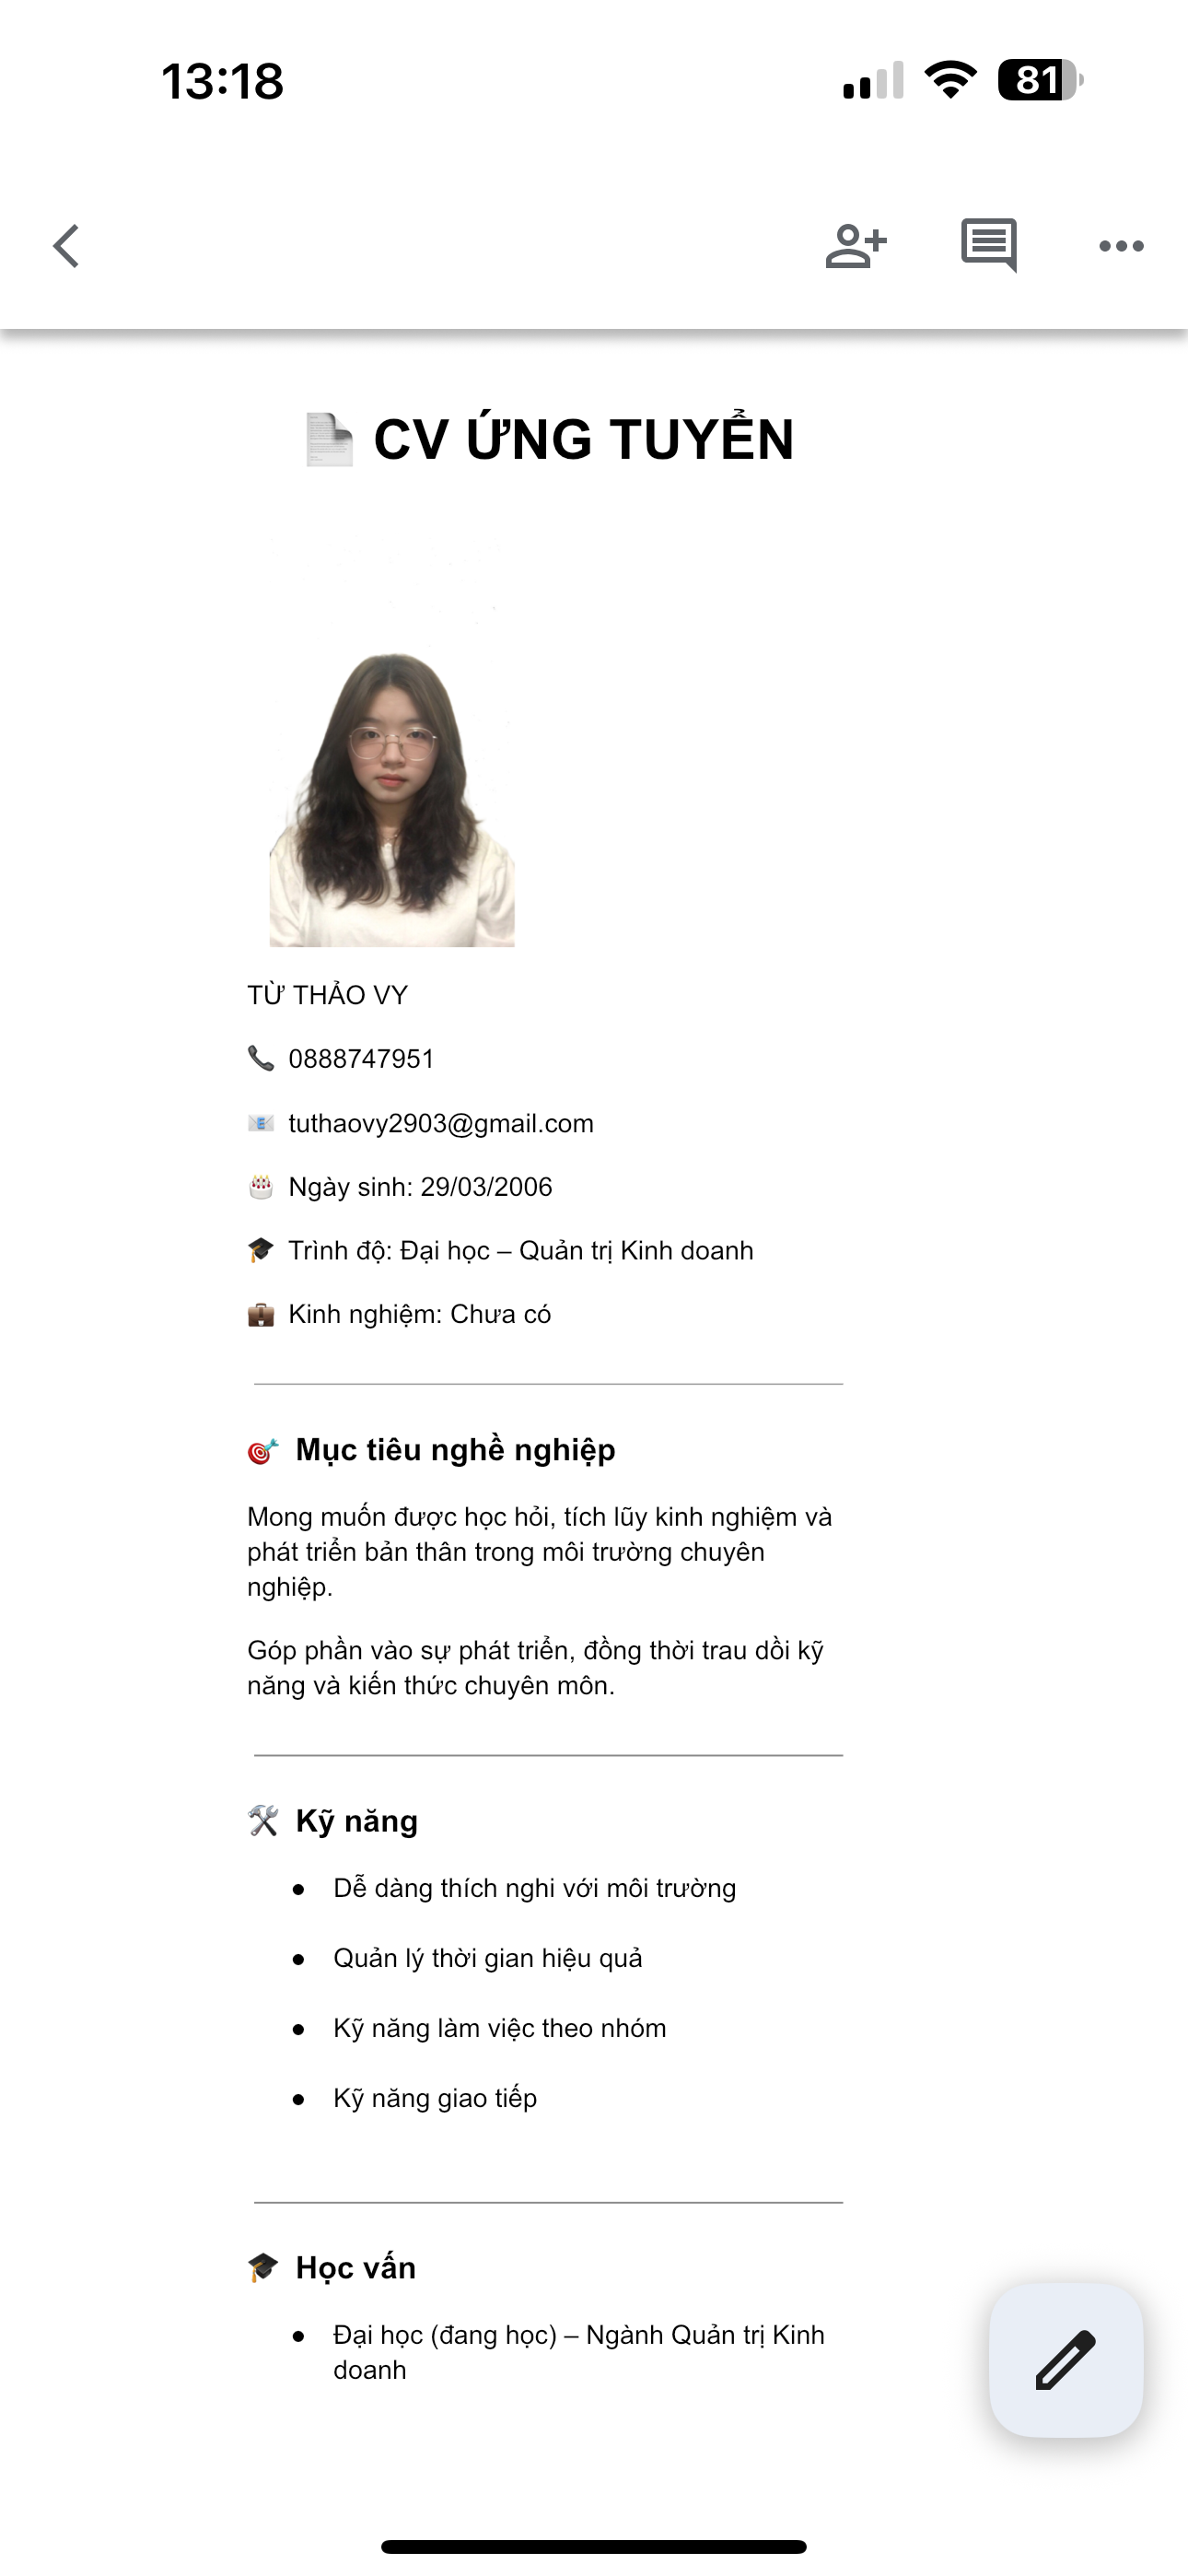 13:18
81
CV ỨNG TUYỂN
TỪ THẢO VY
0888747951
tuthaovy2903@gmail.com
Ngày sinh: 29/03/2006
Trình độ: Đại học – Quản trị Kinh doanh
Kinh nghiệm: Chưa có
Mục tiêu nghề nghiệp
Mong muốn được học hỏi, tích lũy kinh nghiệm và
phát triển bản thân trong môi trường chuyên
nghiệp.
Góp phần vào sự phát triển, đồng thời trau dồi kỹ
năng và kiến thức chuyên môn.
Kỹ năng
● Dễ dàng thích nghi với môi trường
● Quản lý thời gian hiệu quả
● Kỹ năng làm việc theo nhóm
● Kỹ năng giao tiếp
Học vấn
● Đại học (đang học) – Ngành Quản trị Kinh
doanh